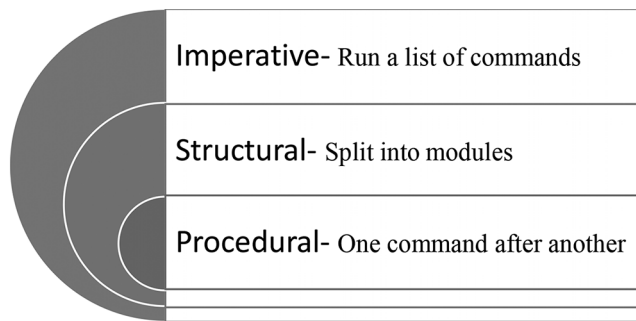 Imperative- Run a list of commands
Structural- Split into modules
Procedural- One command after another